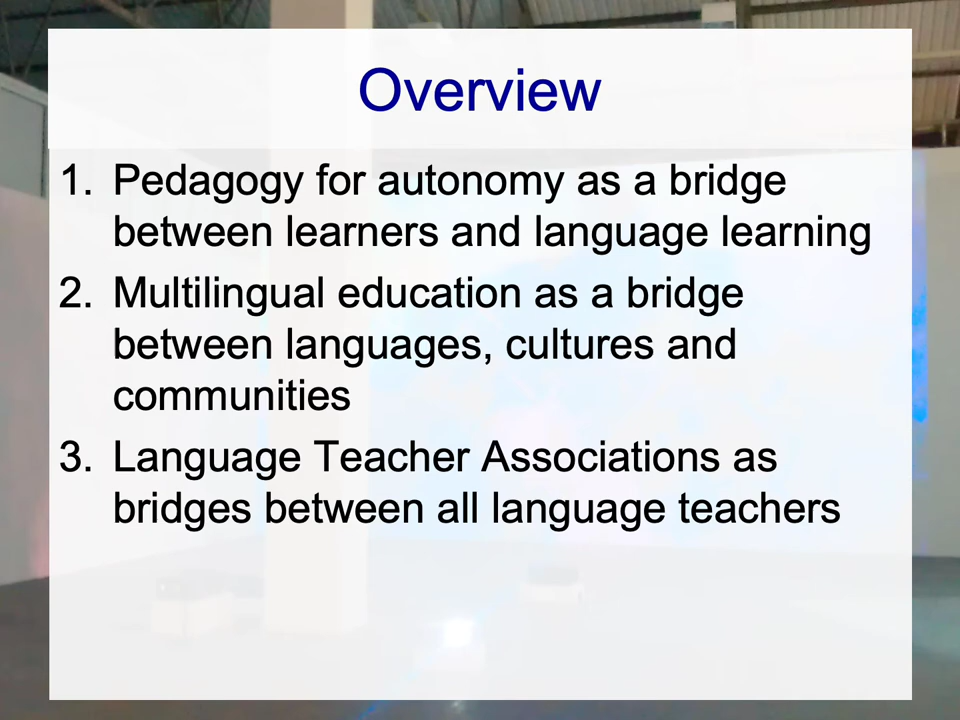 Overview
1. Pedagogy for autonomy as a bridge
between learners and language learning
2. Multilingual education as a bridge
between languages, cultures and
communities
3. Language Teacher Associations as
bridges between all language teachers